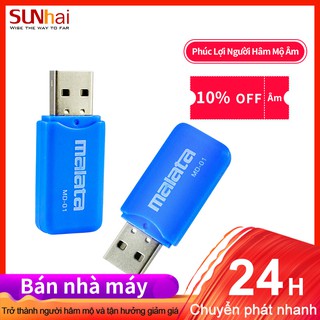 SUNhai
WISE THE WAY TO FAR
Phúc Lợi Người Hâm Mộ Âm
10% OFF
Âm
malata
MD-01
malata
MD-01
Bán nhà máy
Trở thành người hâm mộ và tận hưởng giảm giá
24H
Chuyển phát nhanh